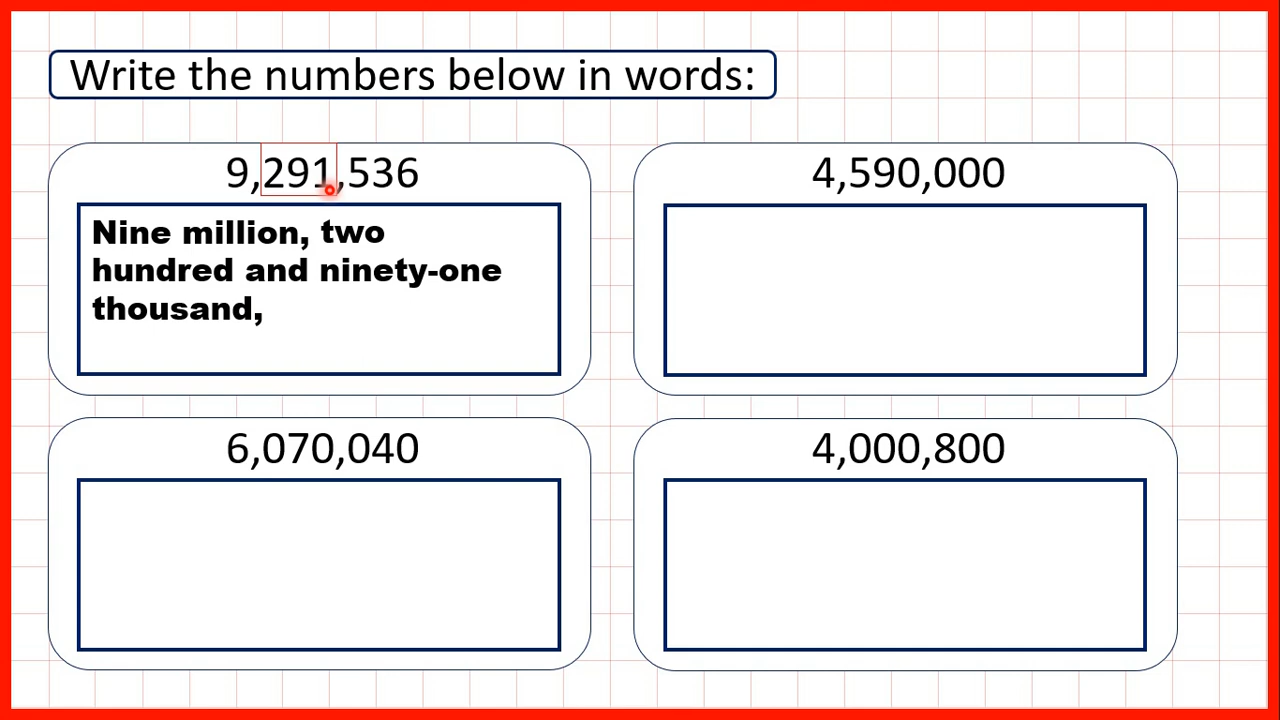 Write the numbers below in words:
9,291,536
Nine million, two
hundred and ninety-one
thousand,
4,590,000
6,070,040
4,000,800